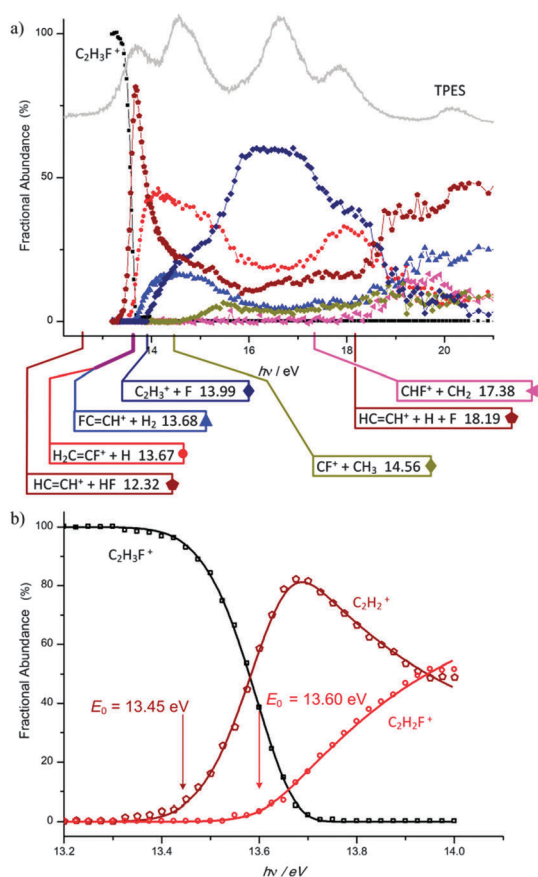 a)
C₂H₃F⁺
TPES
Fractional Abundance (%)
100
50
0
14
16
18
20
hν / eV
C₂H₃⁺ + F 13.99
CHF⁺ + CH₂ 17.38
FC=CH⁺ + H₂ 13.68
HC=CH⁺ + H + F 18.19
H₂C=CF⁺ + H 13.67
CF⁺ + CH₃ 14.56
HC=CH⁺ + HF 12.32
b)
C₂H₃F⁺
C₂H₂⁺
C₂H₂F⁺
E₀ = 13.45 eV
E₀ = 13.60 eV
Fractional Abundance (%)
100
80
60
40
20
0
13.2
13.4
13.6
13.8
14.0
hν / eV